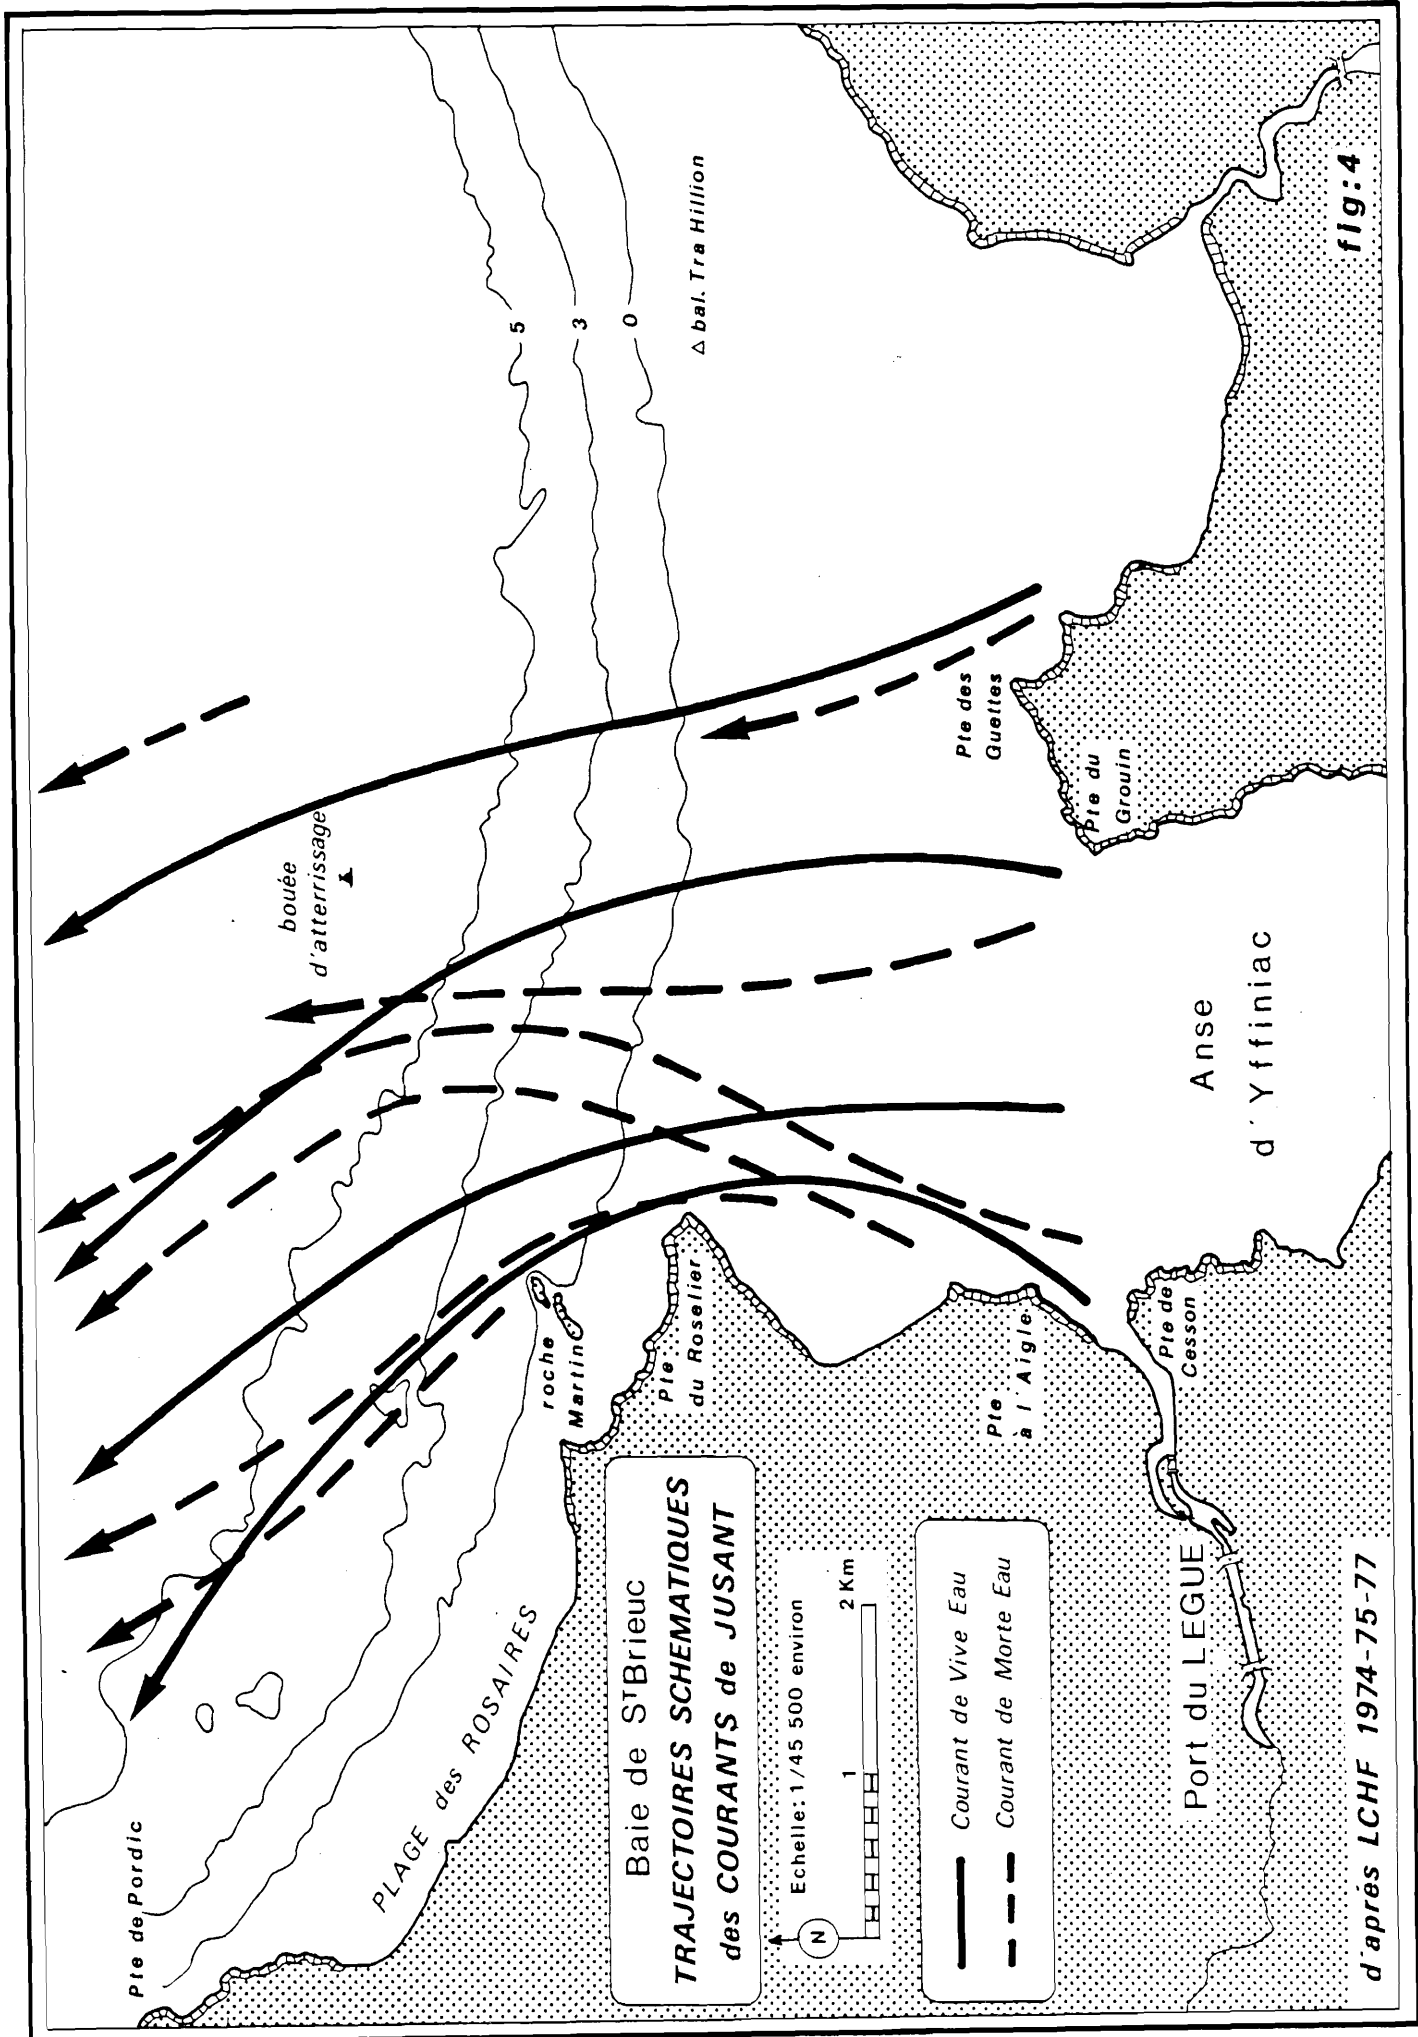 Pte de Pordic
PLAGE des ROSAIRES
bouée
d'atterrissage
5
3
0
∆ bal. Tra Hillion
roche
Martin
Pte
du Roselier
Pte des
Guettes
Pte du
Grouin
Pte
à l'Aigle
Pte de
Cesson
Anse
d'Yffiniac
Port du LEGUE
Baie de STBrieuc
TRAJECTOIRES SCHEMATIQUES
des COURANTS de JUSANT
Echelle: 1/45 500 environ
N
1
2 Km
Courant de Vive Eau
Courant de Morte Eau
d'aprés LCHF 1974-75-77
fig:4